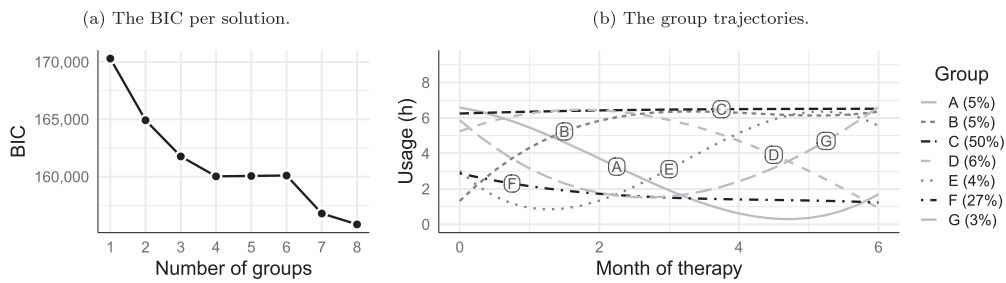 (a) The BIC per solution.
BIC
170,000
165,000
160,000
1 2 3 4 5 6 7 8
Number of groups
(b) The group trajectories.
Usage (h)
8
6
4
2
0
A
B
C
D
E
F
G
0 2 4 6
Month of therapy
Group
A (5%)
B (5%)
C (50%)
D (6%)
E (4%)
F (27%)
G (3%)